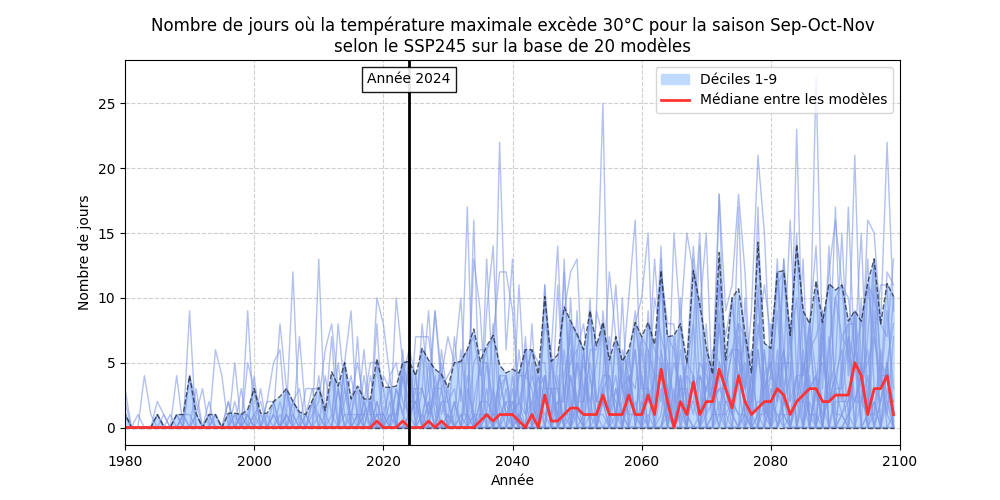 Nombre de jours où la température maximale excède 30°C pour la saison Sep-Oct-Nov
selon le SSP245 sur la base de 20 modèles
Année 2024
Déciles 1-9
Médiane entre les modèles
Nombre de jours
25
20
15
10
5
0
1980
2000
2020
2040
2060
2080
2100
Année